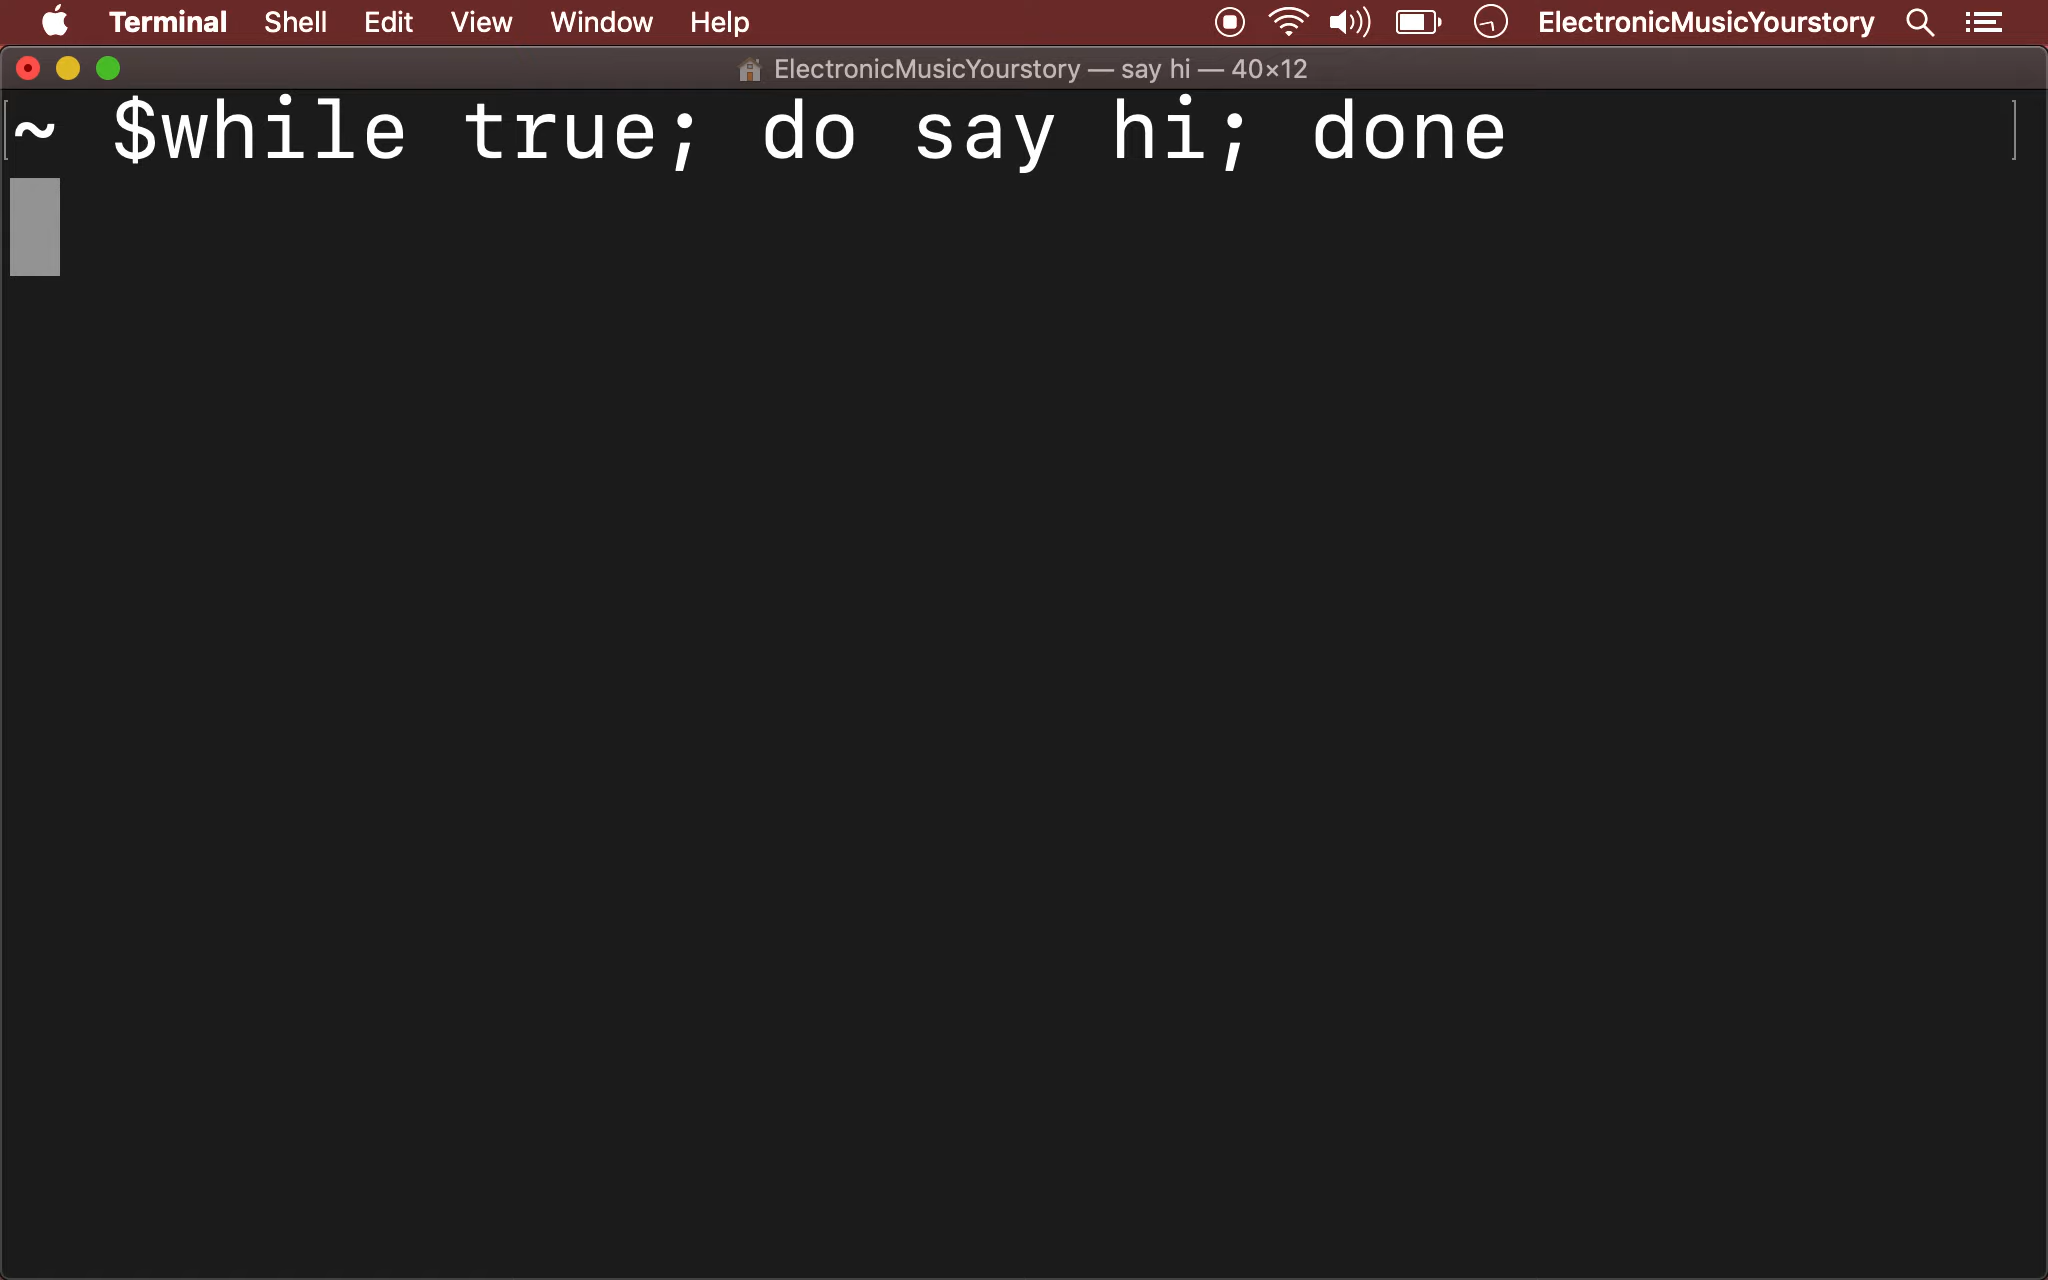 Terminal Shell Edit View Window Help ElectronicMusicYourstory
ElectronicMusicYourstory — say hi — 40×12
~ $while true; do say hi; done